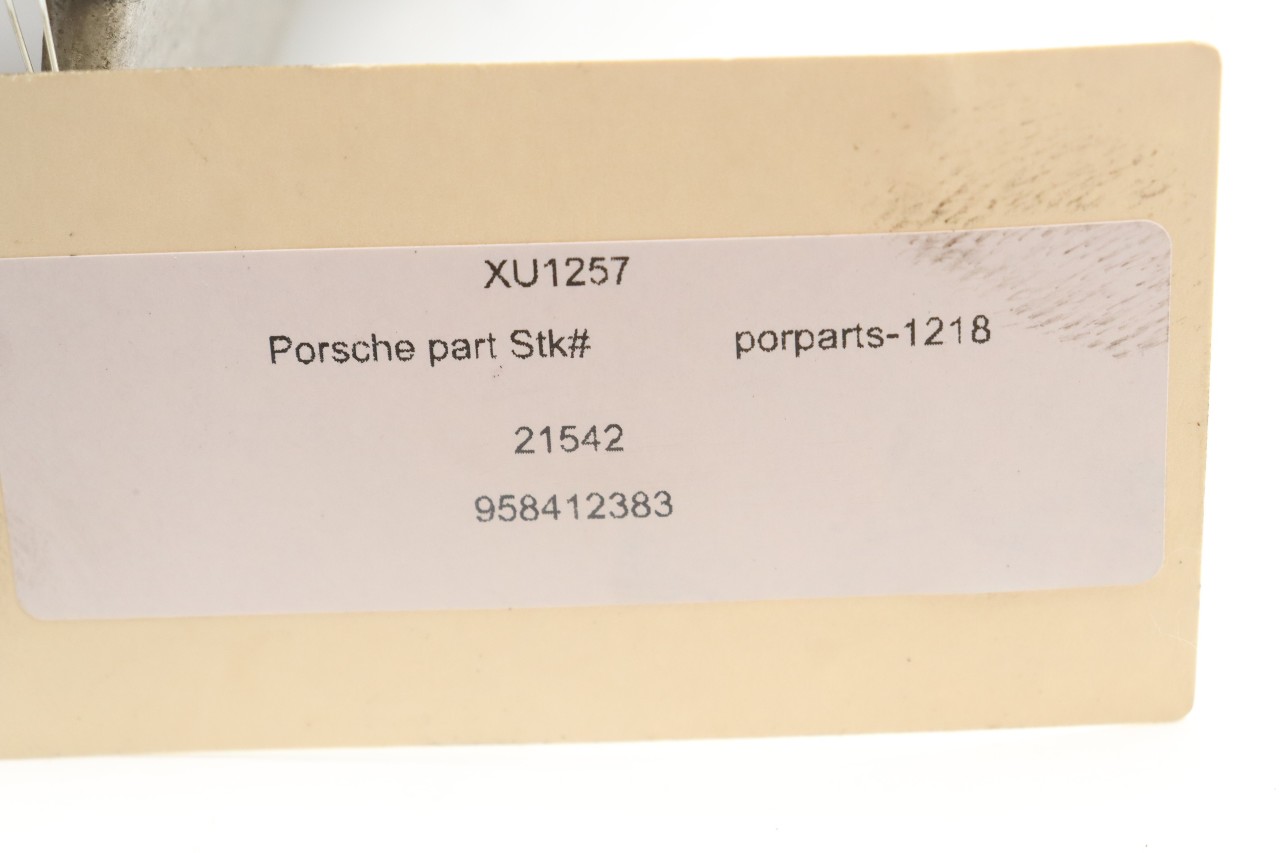 XU1257
Porsche part Stk# porparts-1218
21542
958412383